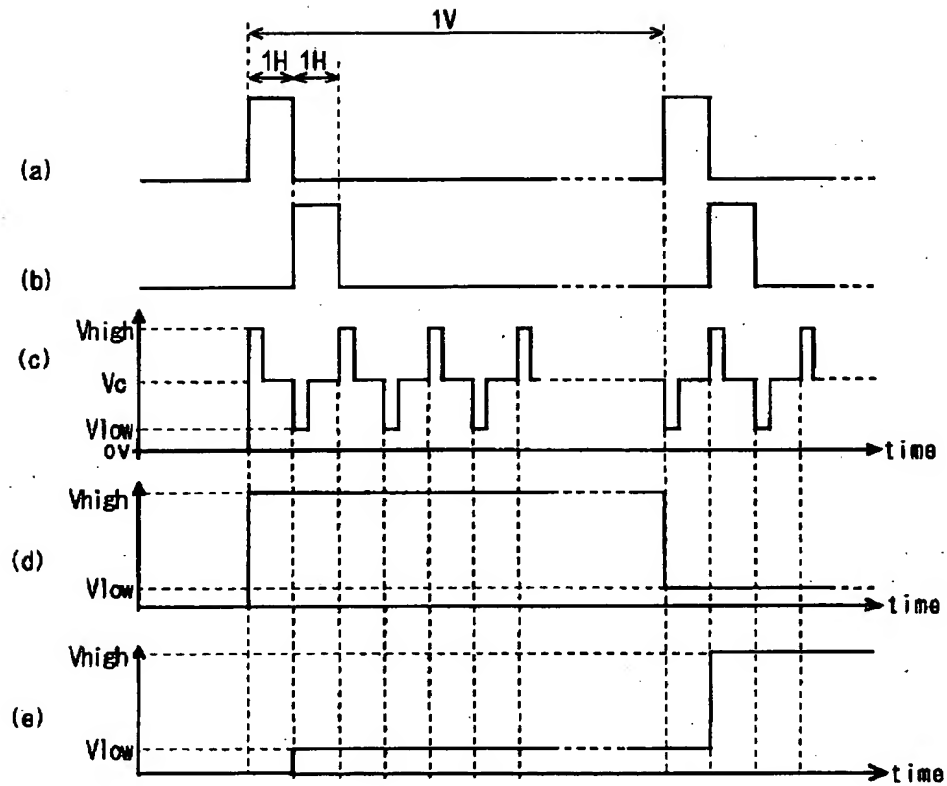 1V
1H 1H
(a)
(b)
(c)
Vhigh
Vc
Vlow
0V
time
(d)
Vhigh
Vlow
time
(e)
Vhigh
Vlow
time